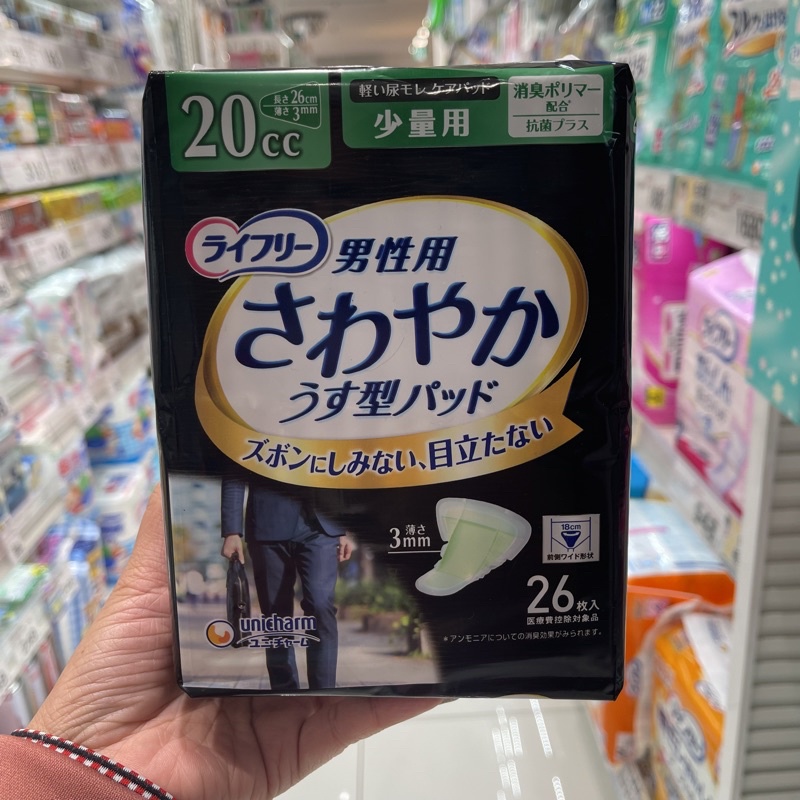 20cc
長さ26cm
薄さ3mm
軽い尿モレケアパッド
少量用
消臭ポリマー
配合
抗菌プラス
ライフリー
男性用
さわやか
うす型パッド
ズボンにしみない、目立たない
薄さ
3mm
18cm
前側ワイド形状
26枚入
医療費控除対象品
*アンモニアについての消臭効果がみられます。
unicharm
ユニ・チャーム